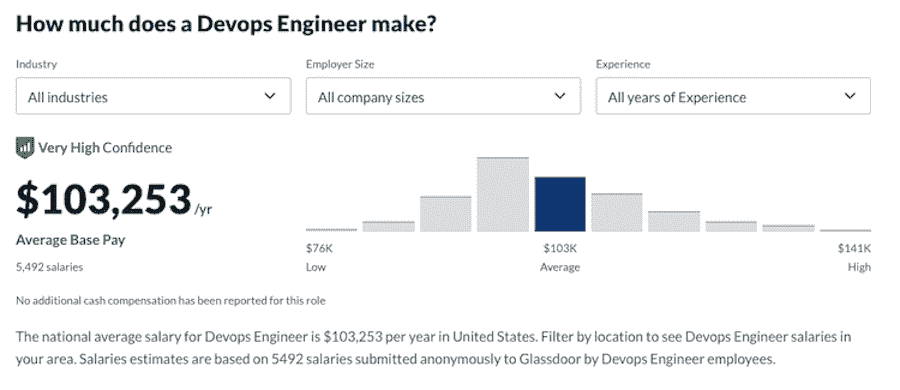 How much does a Devops Engineer make?
Industry
Employer Size
Experience
All industries
All company sizes
All years of Experience
Very High Confidence
$103,253 /yr
Average Base Pay
5,492 salaries
$76K
$103K
$141K
Low
Average
High
No additional cash compensation has been reported for this role
The national average salary for Devops Engineer is $103,253 per year in United States. Filter by location to see Devops Engineer salaries in
your area. Salaries estimates are based on 5492 salaries submitted anonymously to Glassdoor by Devops Engineer employees.